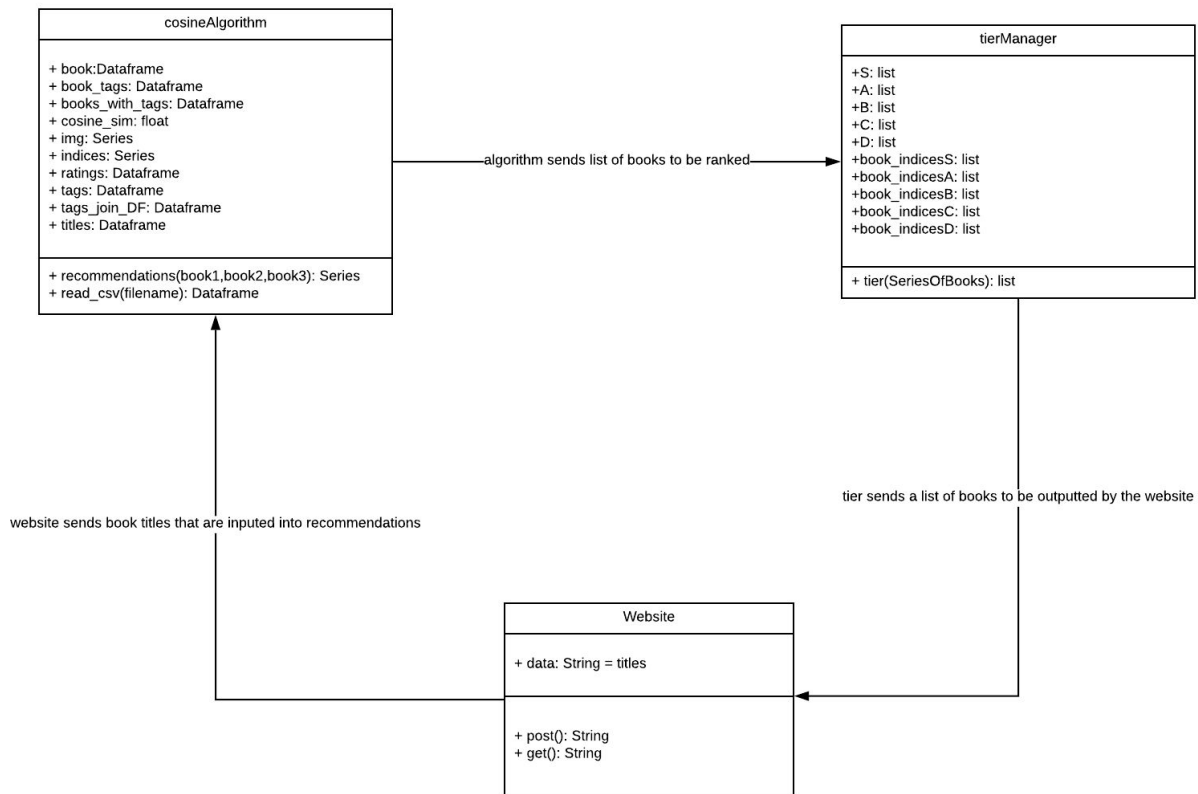 cosineAlgorithm
+ book:Dataframe
+ book_tags: Dataframe
+ books_with_tags: Dataframe
+ cosine_sim: float
+ img: Series
+ indices: Series
+ ratings: Dataframe
+ tags: Dataframe
+ tags_join_DF: Dataframe
+ titles: Dataframe
+ recommendations(book1,book2,book3): Series
+ read_csv(filename): Dataframe
algorithm sends list of books to be ranked
tierManager
+S: list
+A: list
+B: list
+C: list
+D: list
+book_indicesS: list
+book_indicesA: list
+book_indicesB: list
+book_indicesC: list
+book_indicesD: list
+ tier(SeriesOfBooks): list
tier sends a list of books to be outputted by the website
website sends book titles that are inputed into recommendations
Website
+ data: String = titles
+ post(): String
+ get(): String